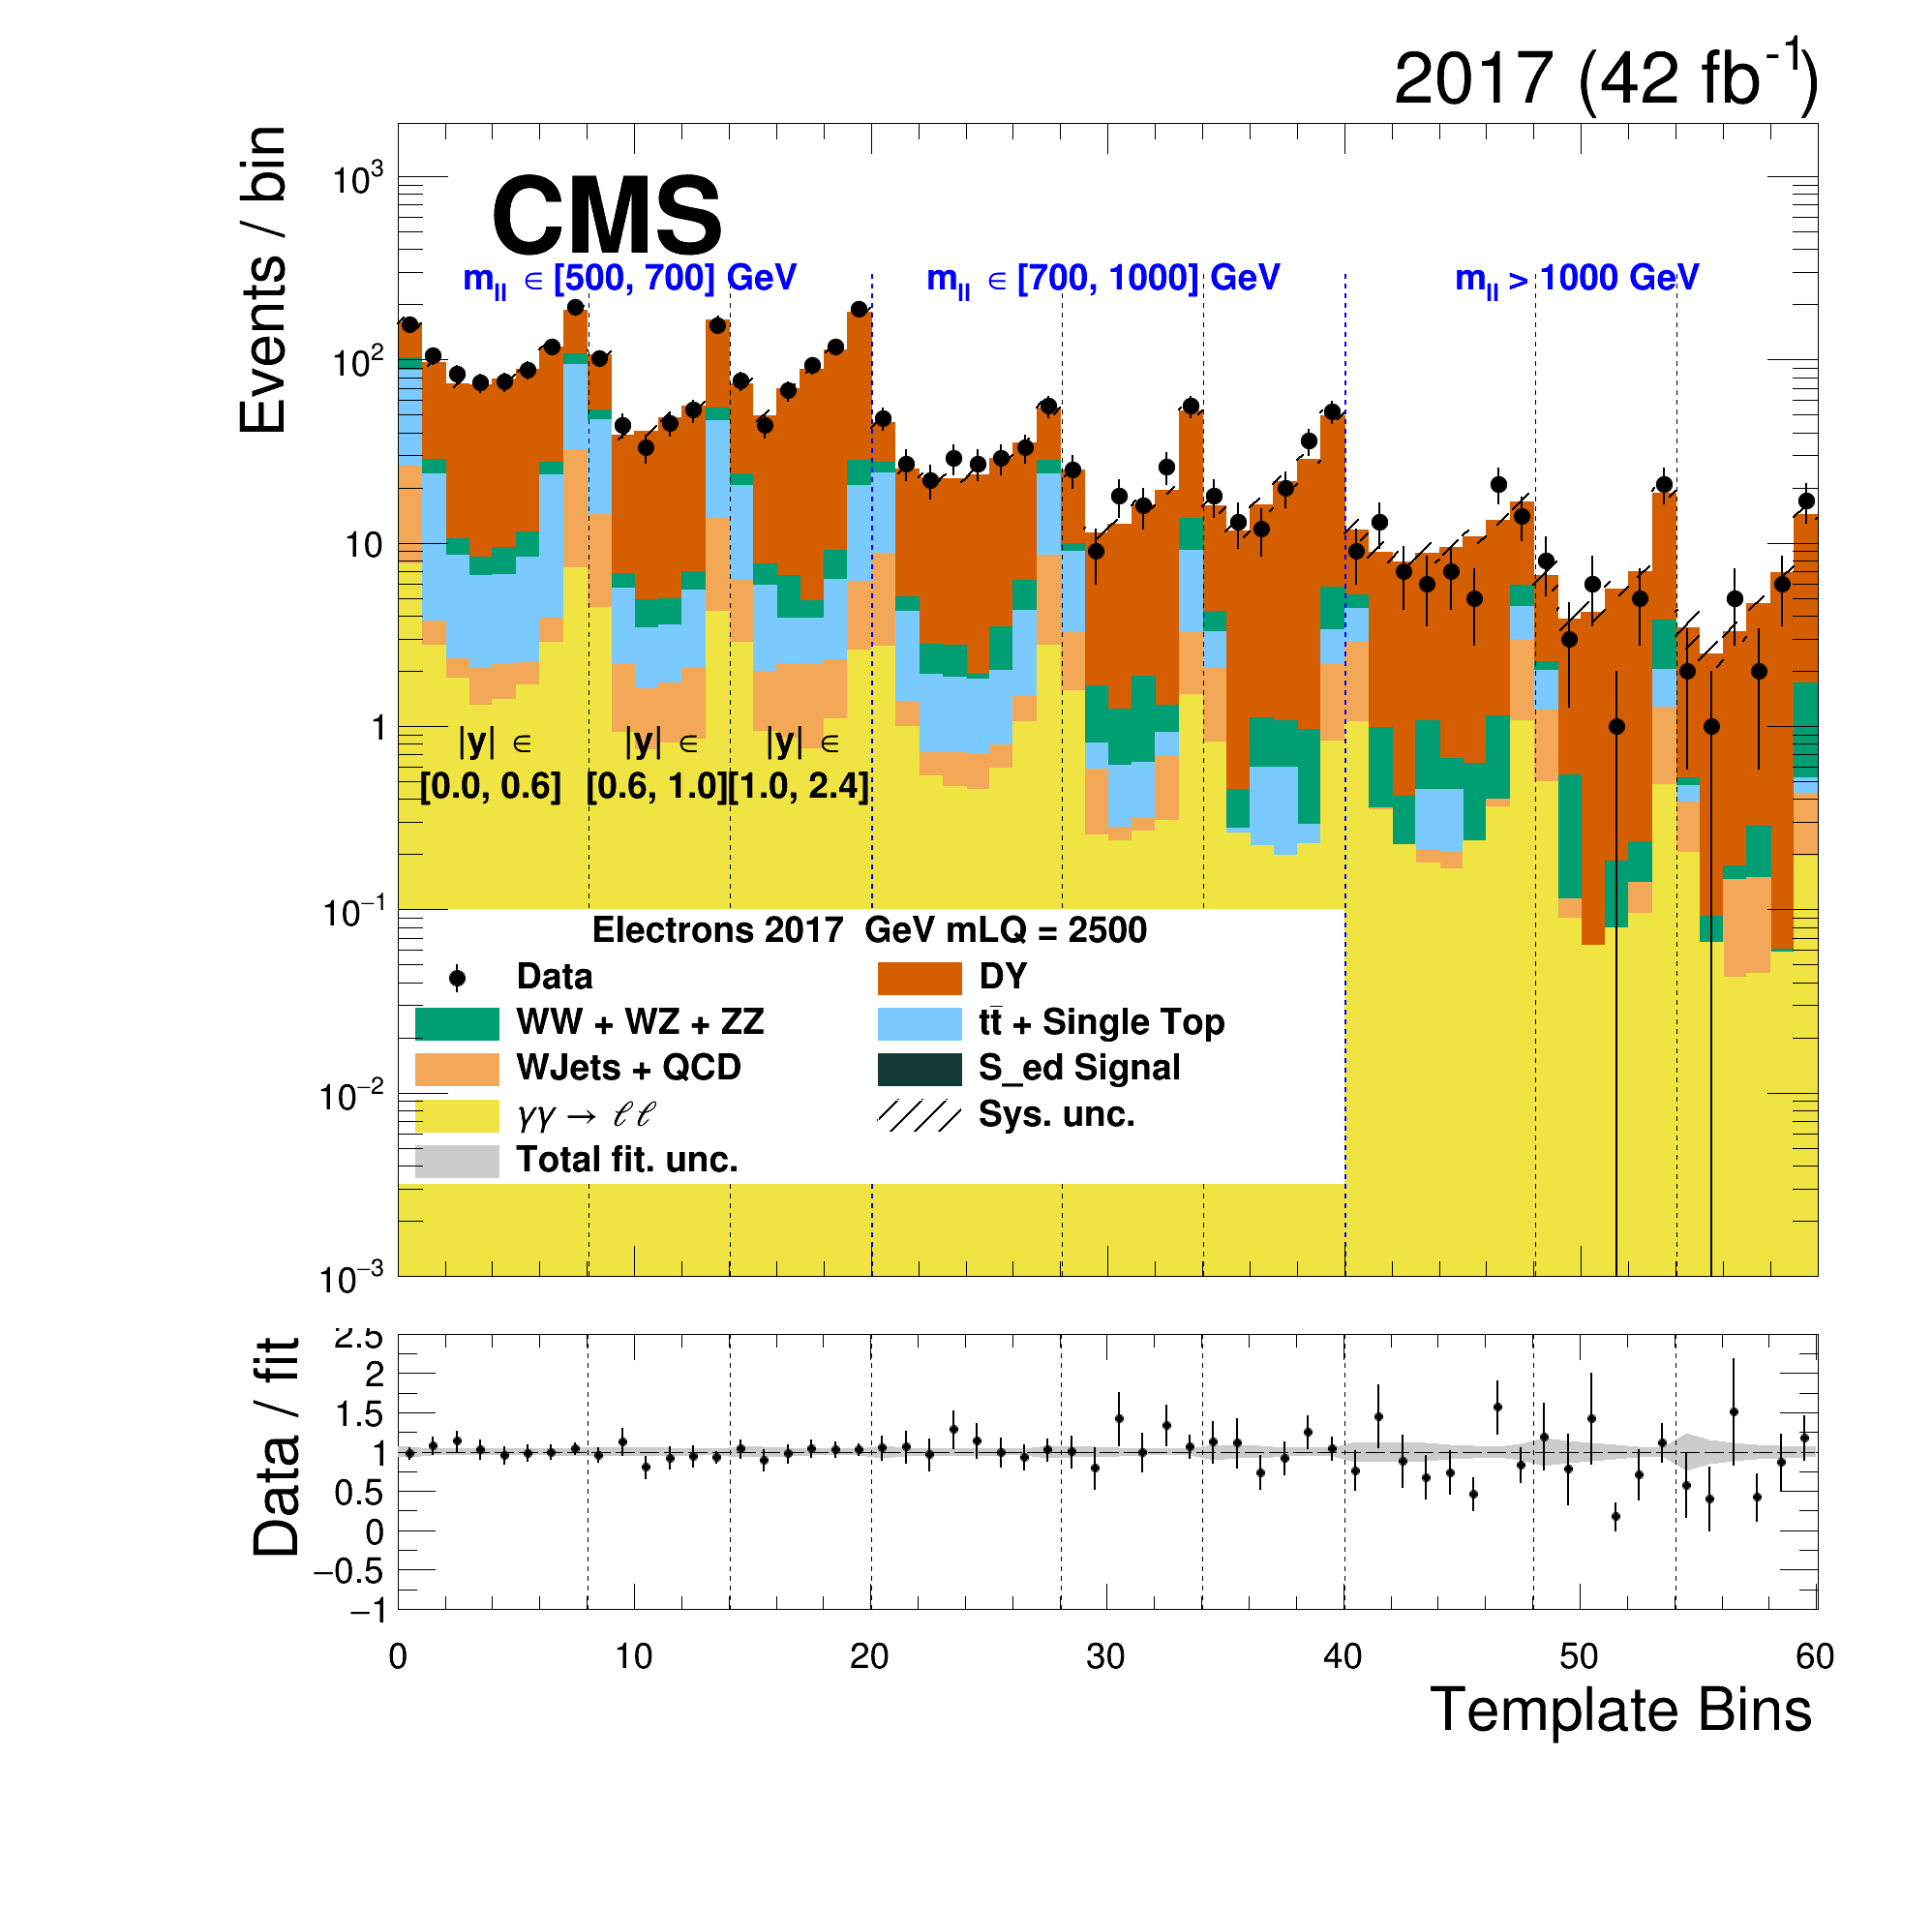 2017 (42 fb⁻¹)
Events / bin
CMS
m_ll ∈ [500, 700] GeV
m_ll ∈ [700, 1000] GeV
m_ll > 1000 GeV
10³
10²
10
1
10⁻¹
10⁻²
10⁻³
|y| ∈
[0.0, 0.6]
|y| ∈
[0.6, 1.0]
|y| ∈
[1.0, 2.4]
Electrons 2017  GeV mLQ = 2500
Data
DY
WW + WZ + ZZ
tt̄ + Single Top
WJets + QCD
S_ed Signal
γγ → ℓℓ
Sys. unc.
Total fit. unc.
Data / fit
2.5
2
1.5
1
0.5
0
−0.5
−1
0 10 20 30 40 50 60
Template Bins